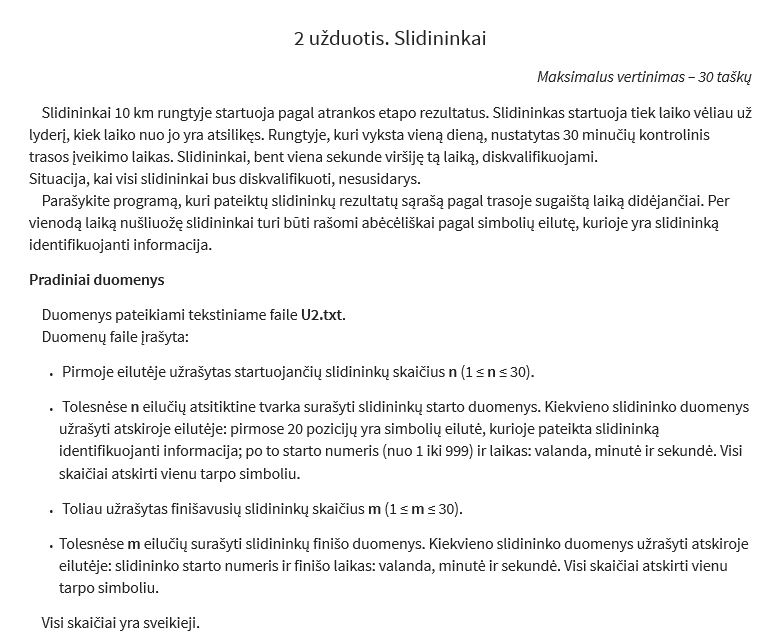 2 užduotis. Slidininkai
Maksimalus vertinimas – 30 taškų
Slidininkai 10 km rungtyje startuoja pagal atrankos etapo rezultatus. Slidininkas startuoja tiek laiko vėliau už
lyderį, kiek laiko nuo jo yra atsilikęs. Rungtyje, kuri vyksta vieną dieną, nustatytas 30 minučių kontrolinis
trasos įveikimo laikas. Slidininkai, bent viena sekunde viršiję tą laiką, diskvalifikuojami.
Situacija, kai visi slidininkai bus diskvalifikuoti, nesusidarys.
Parašykite programą, kuri pateiktų slidininkų rezultatų sąrašą pagal trasoje sugaištą laiką didėjančiai. Per
vienodą laiką nušliuožę slidininkai turi būti rašomi abėcėliškai pagal simbolių eilutę, kurioje yra slidininką
identifikuojanti informacija.
Pradiniai duomenys
Duomenys pateikiami tekstiniame faile U2.txt.
Duomenų faile įrašyta:
• Pirmoje eilutėje užrašytas startuojančių slidininkų skaičius n (1 ≤ n ≤ 30).
• Tolesnėse n eilučių atsitiktine tvarka surašyti slidininkų starto duomenys. Kiekvieno slidininko duomenys
užrašyti atskiroje eilutėje: pirmose 20 pozicijų yra simbolių eilutė, kurioje pateikta slidininką
identifikuojanti informacija; po to starto numeris (nuo 1 iki 999) ir laikas: valanda, minutė ir sekundė. Visi
skaičiai atskirti vienu tarpo simboliu.
• Toliau užrašytas finišavusių slidininkų skaičius m (1 ≤ m ≤ 30).
• Tolesnėse m eilučių surašyti slidininkų finišo duomenys. Kiekvieno slidininko duomenys užrašyti atskiroje
eilutėje: slidininko starto numeris ir finišo laikas: valanda, minutė ir sekundė. Visi skaičiai atskirti vienu
tarpo simboliu.
Visi skaičiai yra sveikieji.